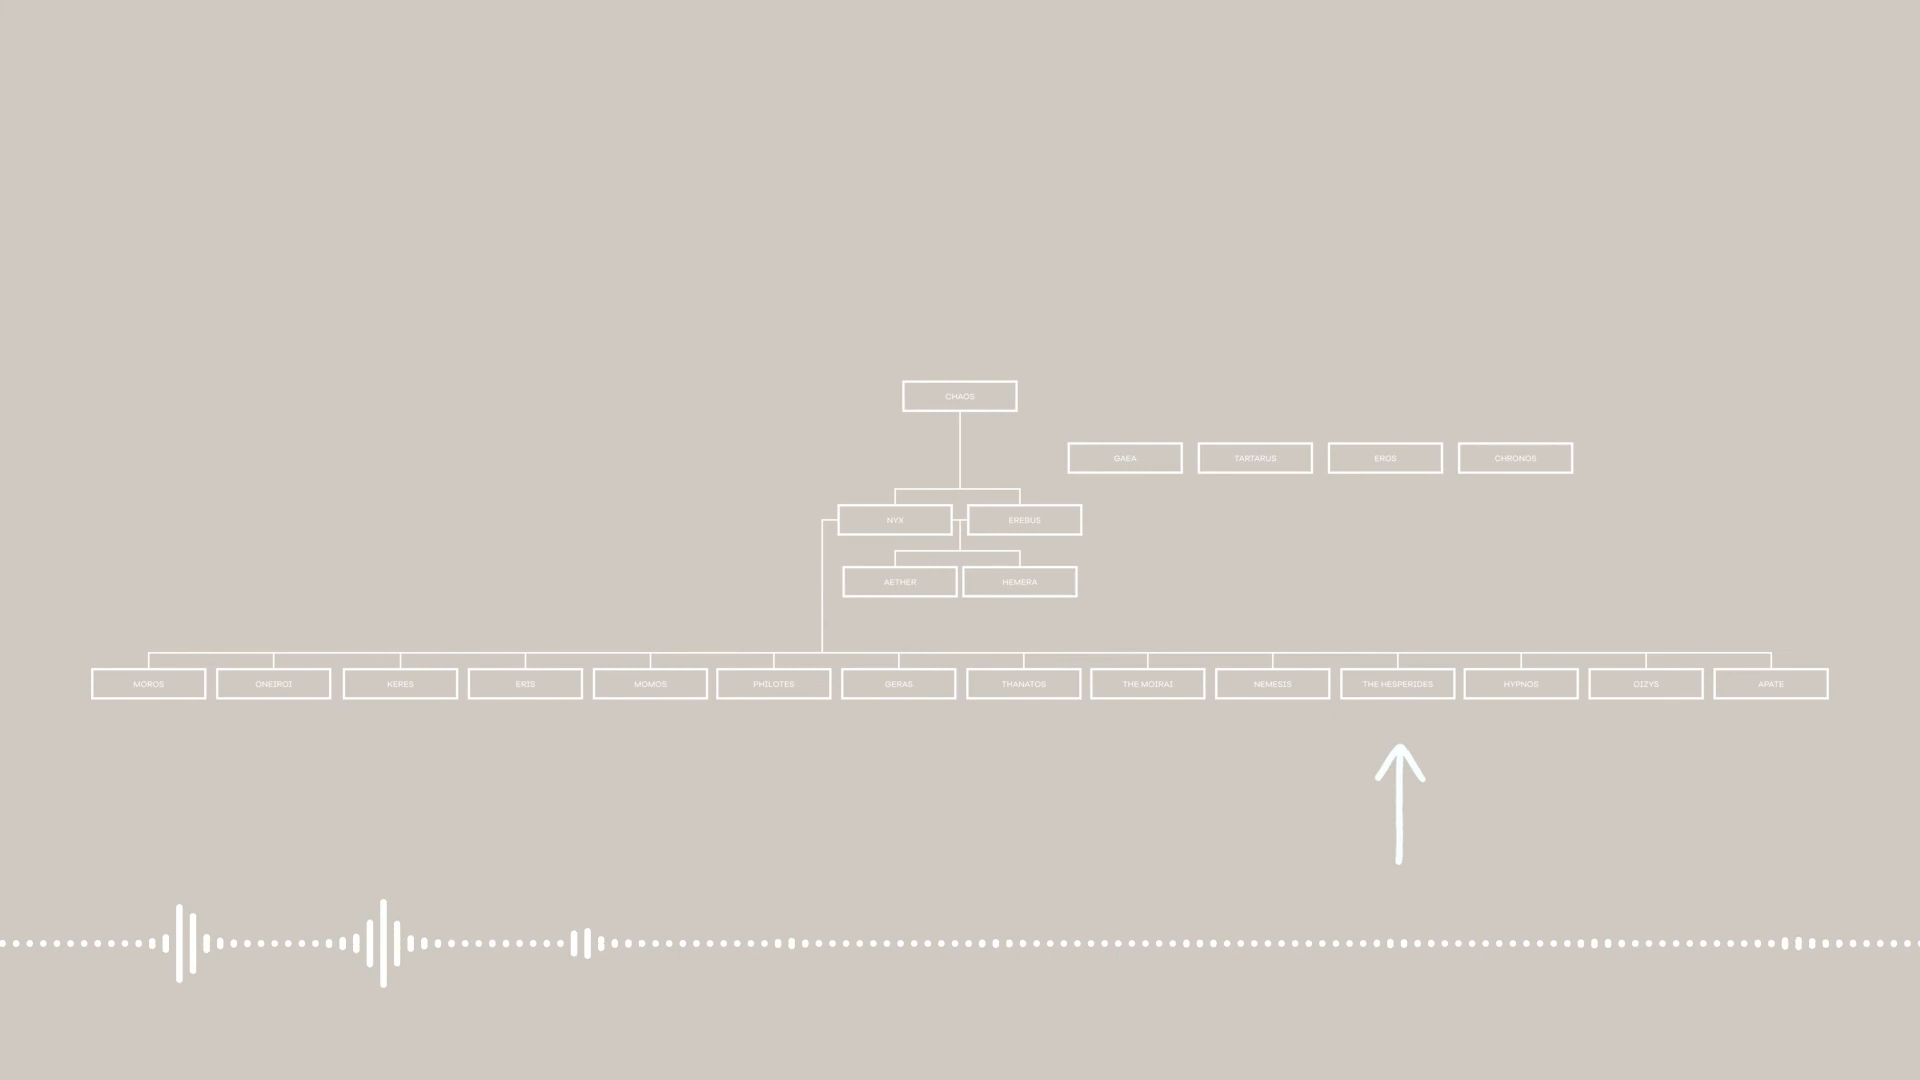 CHAOS
GAEA
TARTARUS
EROS
CHRONOS
NYX
EREBUS
AETHER
HEMERA
MOROS
ONEIROI
KERES
ERIS
MOMOS
PHILOTES
GERAS
THANATOS
THE MOIRAI
NEMESIS
THE HESPERIDES
HYPNOS
OIZYS
APATE